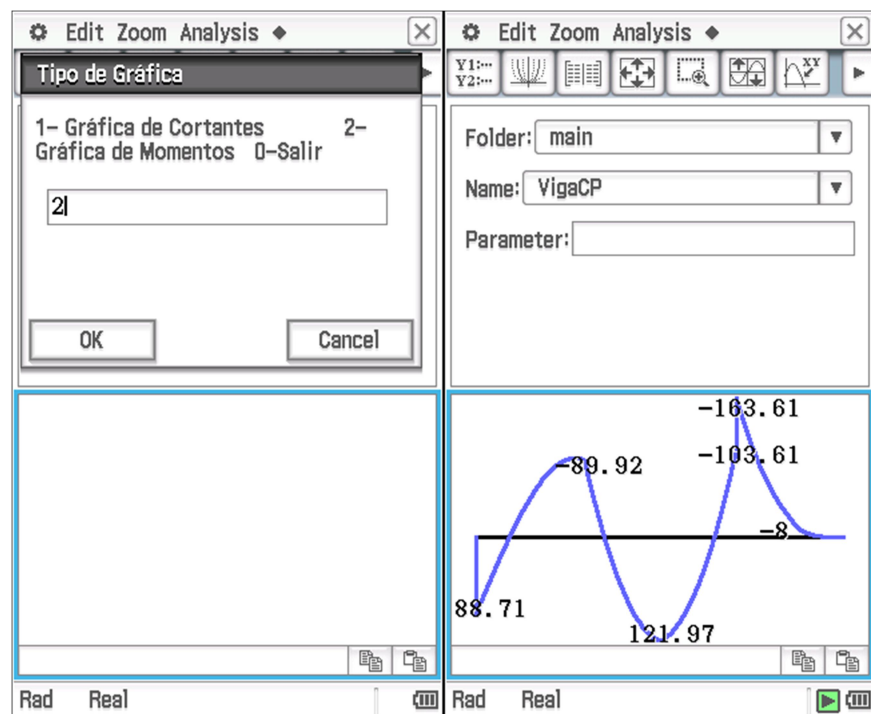 Edit Zoom Analysis
Tipo de Gráfica
1- Gráfica de Cortantes 2-
Gráfica de Momentos 0-Salir
2
OK Cancel
Rad Real
Edit Zoom Analysis
Y1:...
Y2:...
XY
Folder: main
Name: VigaCP
Parameter:
-163.61
-89.92
-103.61
-8
88.71
121.97
Rad Real